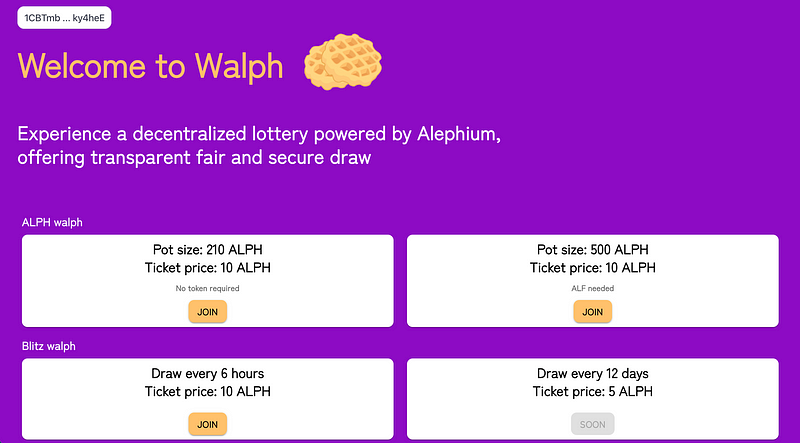 1CBTmb ... ky4heE
Welcome to Walph
Experience a decentralized lottery powered by Alephium,
offering transparent fair and secure draw
ALPH walph
Pot size: 210 ALPH
Ticket price: 10 ALPH
No token required
JOIN
Pot size: 500 ALPH
Ticket price: 10 ALPH
ALF needed
JOIN
Blitz walph
Draw every 6 hours
Ticket price: 10 ALPH
JOIN
Draw every 12 days
Ticket price: 5 ALPH
SOON